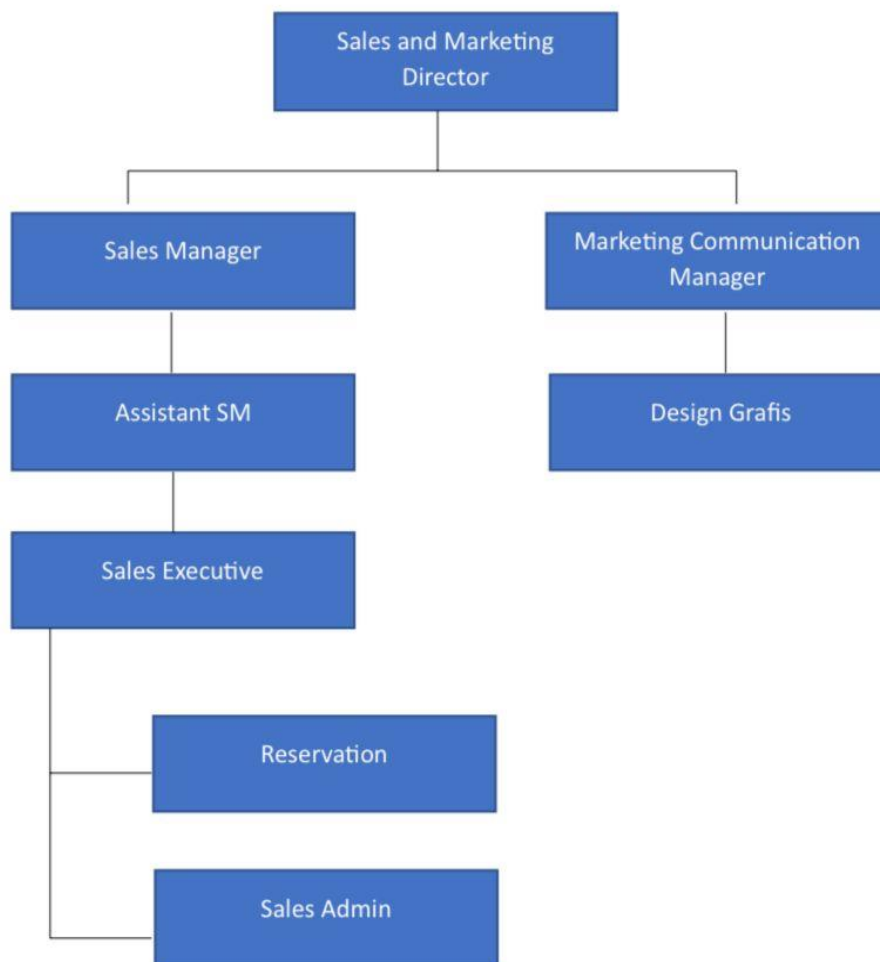 Sales and Marketing
Director
Sales Manager
Marketing Communication
Manager
Assistant SM
Design Grafis
Sales Executive
Reservation
Sales Admin